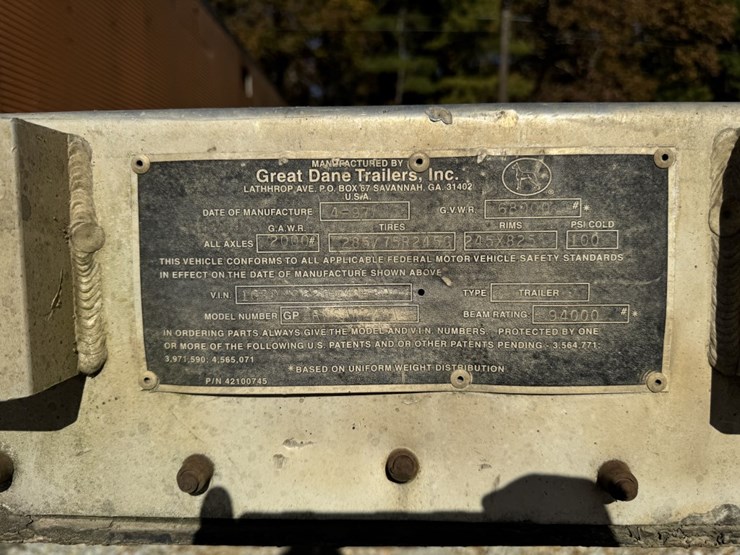 MANUFACTURED BY
Great Dane Trailers, Inc.
LATHHROP AVE. P.O. BOX 67 SAVANNAH, GA. 31402
U.S.A.
DATE OF MANUFACTURE G.V.W.R. #*
G.A.W.R. TIRES RIMS PSI COLD
ALL AXLES 100
THIS VEHICLE CONFORMS TO ALL APPLICABLE FEDERAL MOTOR VEHICLE SAFETY STANDARDS
IN EFFECT ON THE DATE OF MANUFACTURE SHOWN ABOVE
V.I.N. TYPE TRAILER
MODEL NUMBER GP BEAM RATING: 94000 #*
IN ORDERING PARTS ALWAYS GIVE THE MODEL AND V.I.N. NUMBERS. PROTECTED BY ONE
OR MORE OF THE FOLLOWING U.S. PATENTS AND OR OTHER PATENTS PENDING - 3,564,771;
3,971,590; 4,565,071
*BASED ON UNIFORM WEIGHT DISTRIBUTION
P/N 42100745